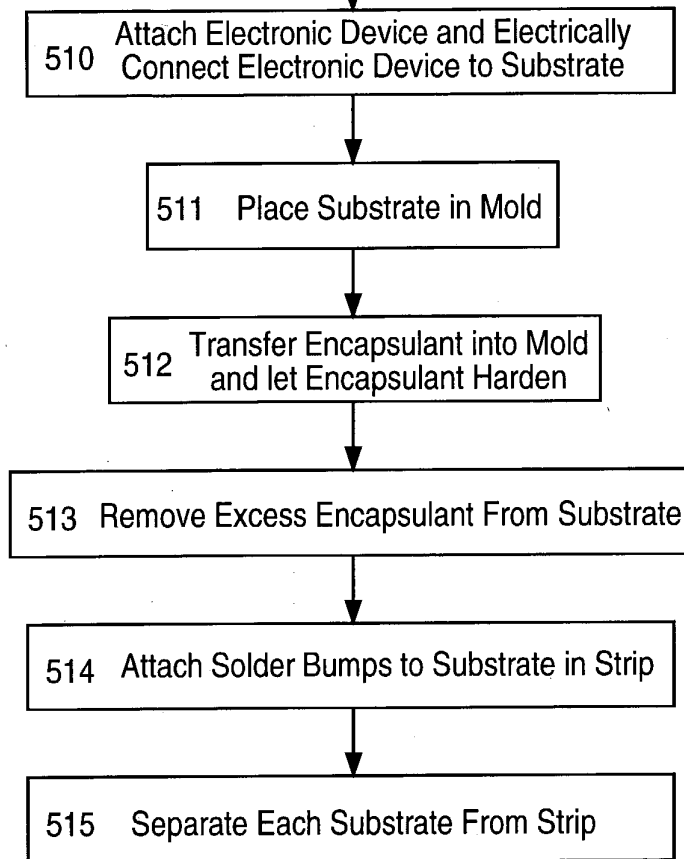 510 Attach Electronic Device and Electrically
Connect Electronic Device to Substrate
511 Place Substrate in Mold
512 Transfer Encapsulant into Mold
and let Encapsulant Harden
513 Remove Excess Encapsulant From Substrate
514 Attach Solder Bumps to Substrate in Strip
515 Separate Each Substrate From Strip